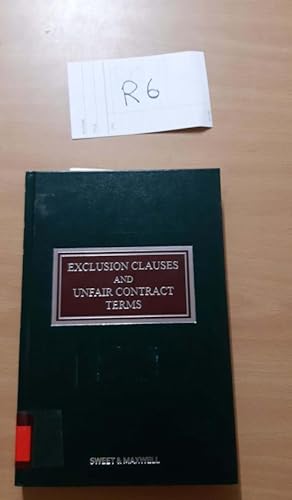 R6
EXCLUSION CLAUSES
AND
UNFAIR CONTRACT
TERMS
SWEET & MAXWELL